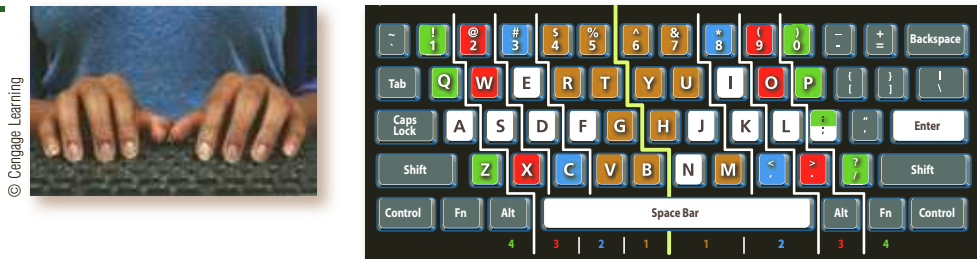 © Cengage Learning
~ ` ! 1 @ 2 # 3 $ 4 % 5 ^ 6 & 7 * 8 ( 9 ) 0 _ - + = Backspace
Tab Q W E R T Y U I O P { [ } ] | \
Caps Lock A S D F G H J K L : ; " ' Enter
Shift Z X C V B N M < , > . ? / Shift
Control Fn Alt Space Bar Alt Fn Control
4 3 2 1 1 2 3 4